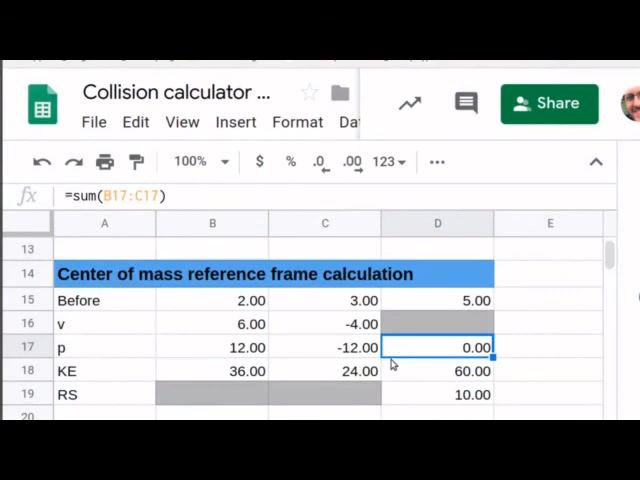 Collision calculator ...
File Edit View Insert Format Dat
Share
100% $ % .0 .00 123 ...
fx =sum(B17:C17)
A B C D E
13
14 Center of mass reference frame calculation
15 Before 2.00 3.00 5.00
16 v 6.00 -4.00
17 p 12.00 -12.00 0.00
18 KE 36.00 24.00 60.00
19 RS 10.00
20